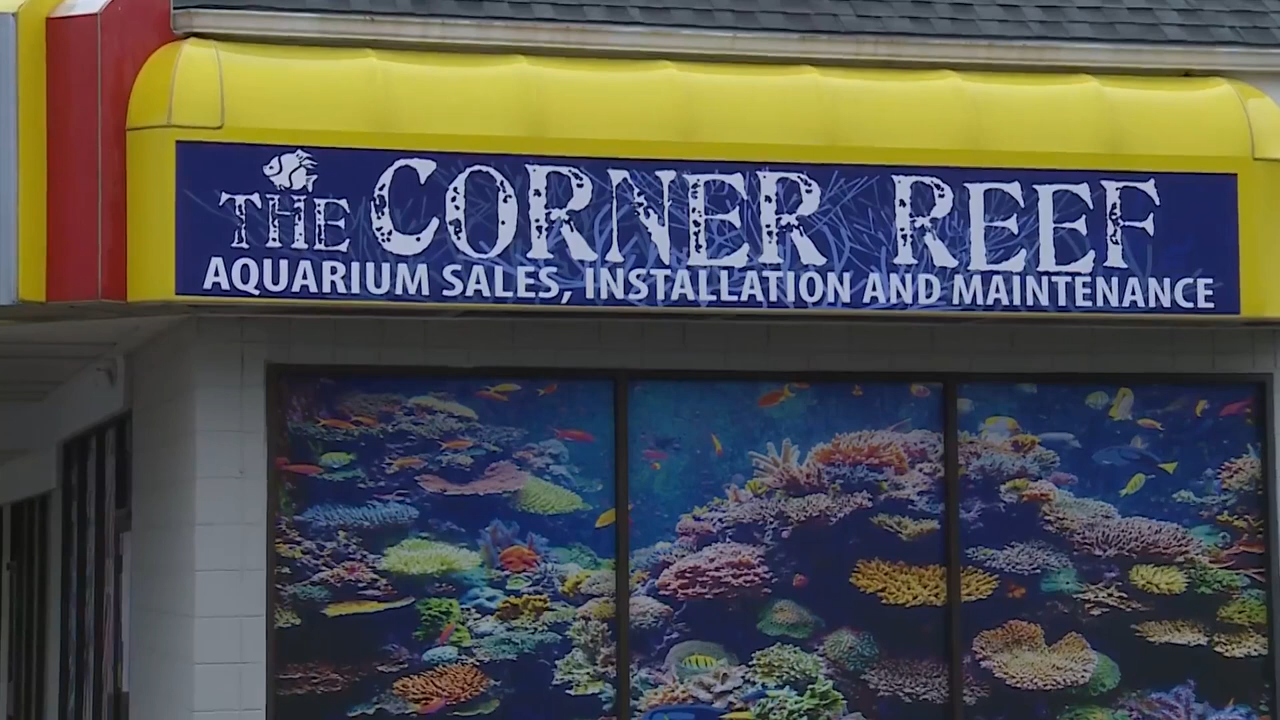 THE CORNER REEF
AQUARIUM SALES, INSTALLATION AND MAINTENANCE